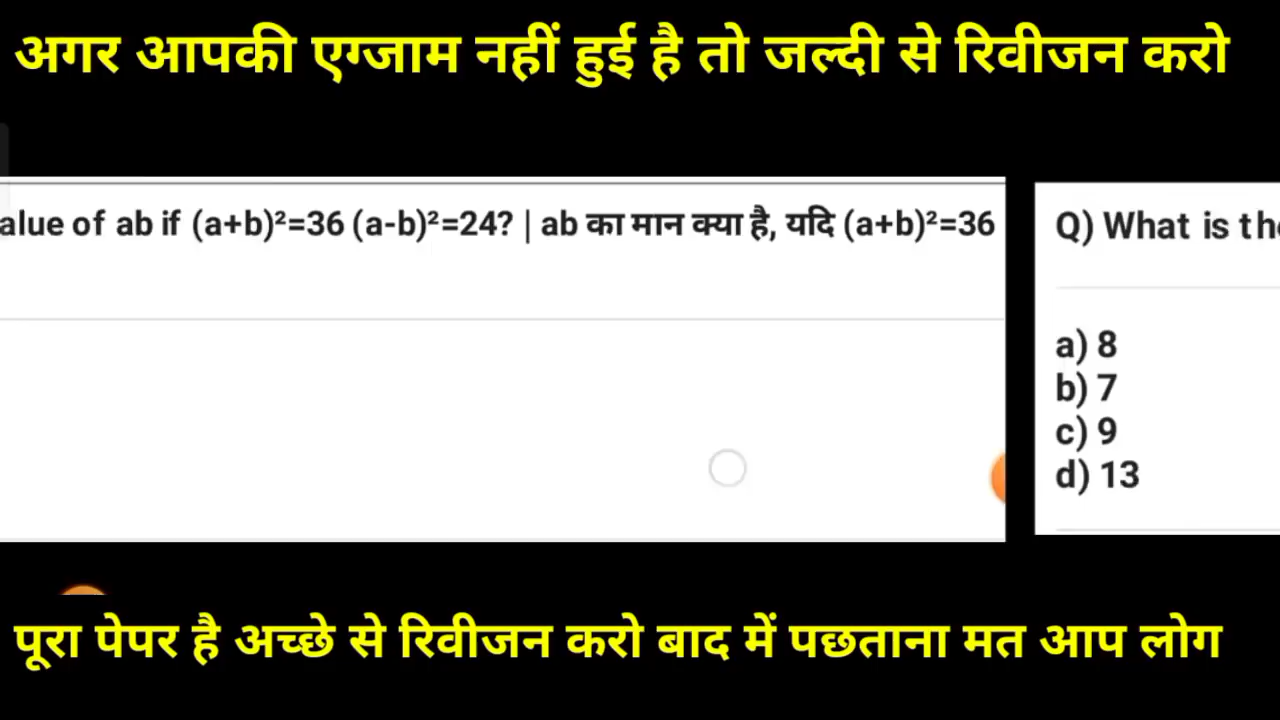 अगर आपकी एग्जाम नहीं हुई है तो जल्दी से रिवीजन करो
alue of ab if (a+b)²=36 (a-b)²=24? | ab का मान क्या है, यदि (a+b)²=36
Q) What is the
a) 8
b) 7
c) 9
d) 13
पूरा पेपर है अच्छे से रिवीजन करो बाद में पछताना मत आप लोग